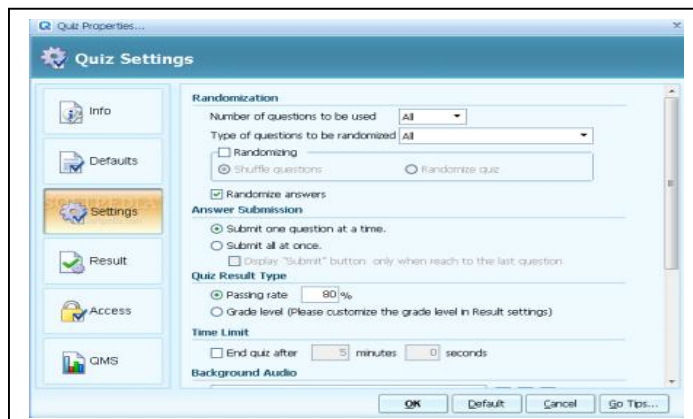 Quiz Properties...
Quiz Settings
Info
Defaults
Settings
Result
Access
QMS
Randomization
Number of questions to be used All
Type of questions to be randomized All
Randomizing
Shuffle questions Randomize quiz
Randomize answers
Answer Submission
Submit one question at a time.
Submit all at once.
Display "Submit" button only when reach to the last question
Quiz Result Type
Passing rate 80 %
Grade level (Please customize the grade level in Result settings)
Time Limit
End quiz after 5 minutes 0 seconds
Background Audio
OK Default Cancel Go Tips...